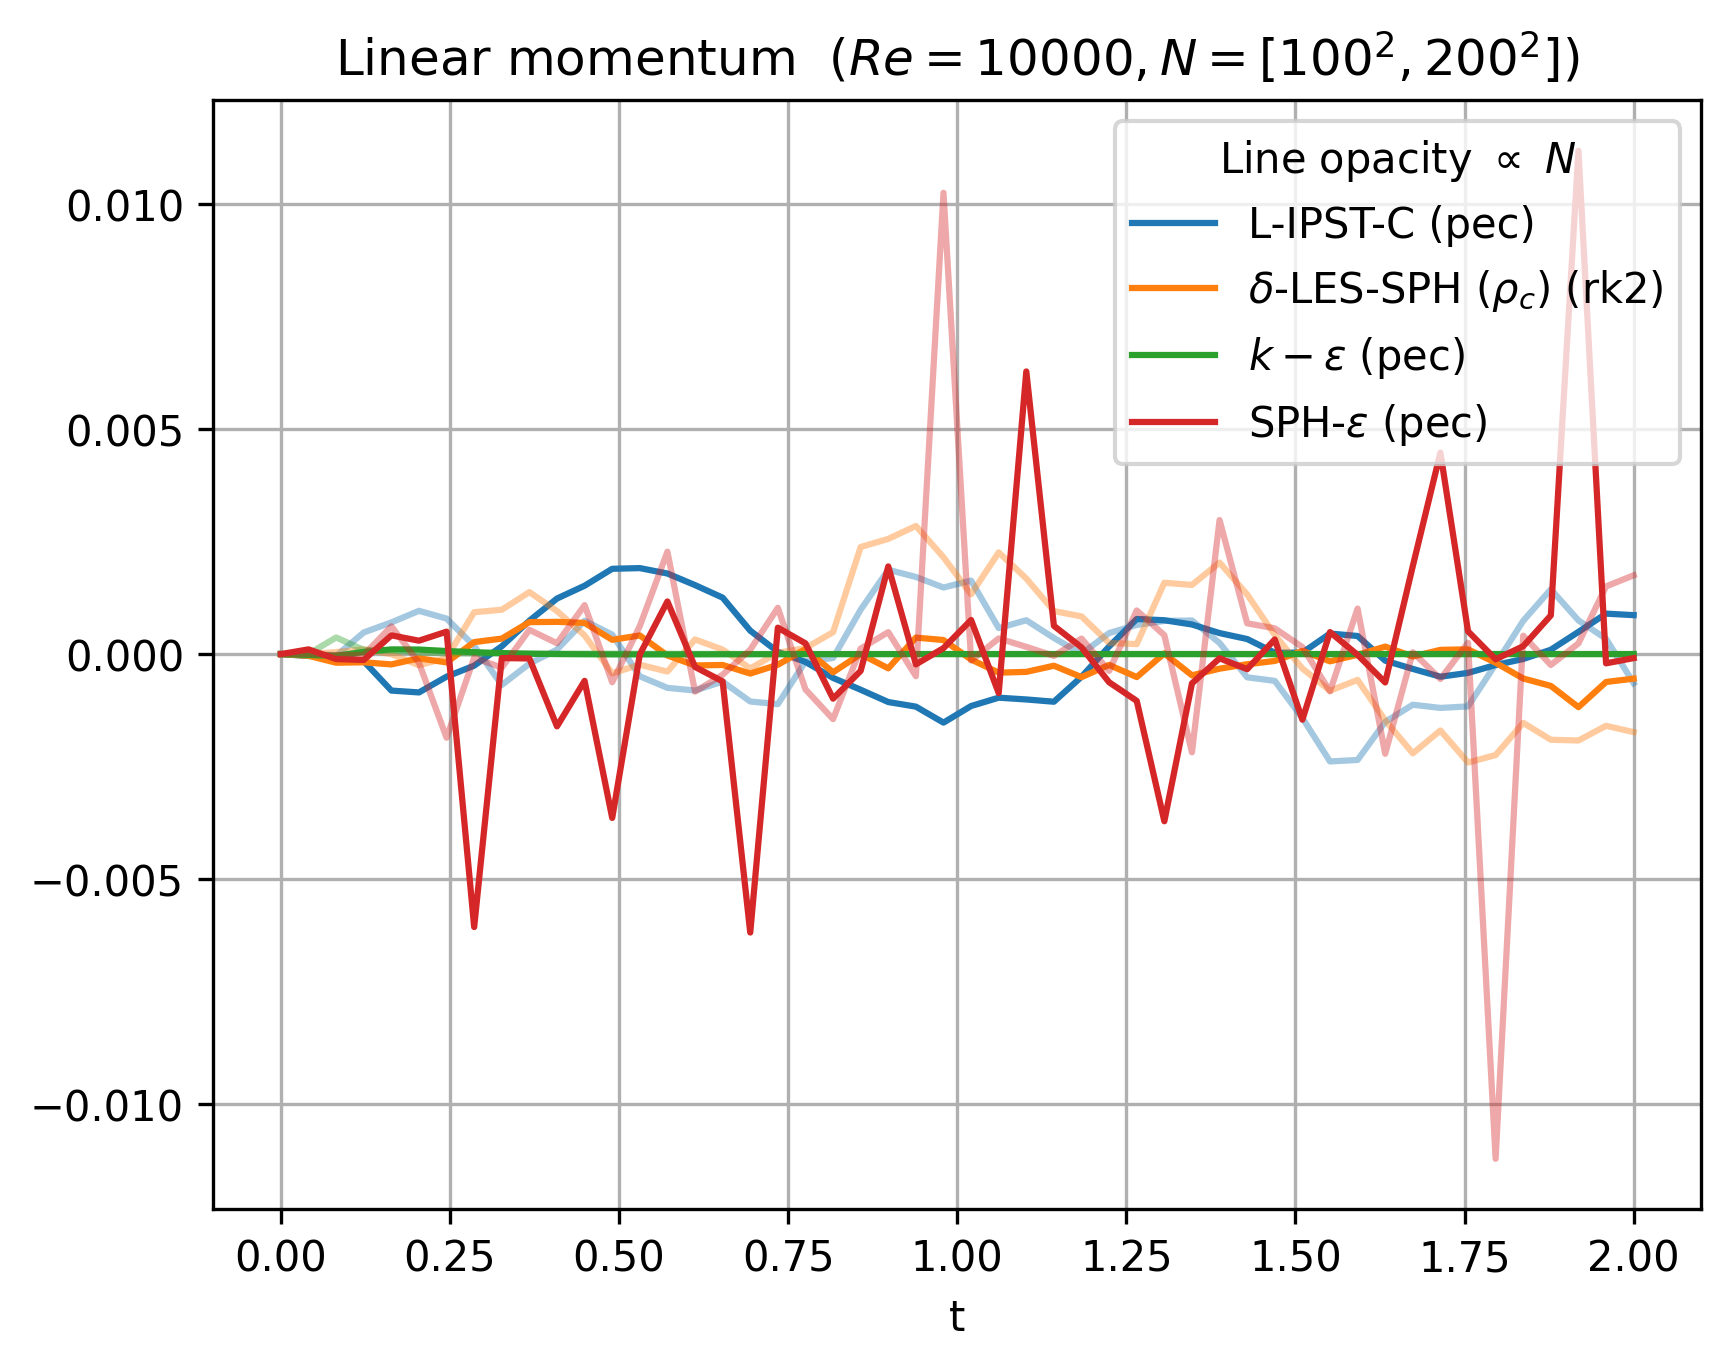 Linear momentum (Re = 10000, N = [100², 200²])
Line opacity ∝ N
L-IPST-C (pec)
δ-LES-SPH (ρ_c) (rk2)
k − ε (pec)
SPH-ε (pec)
0.010
0.005
0.000
−0.005
−0.010
0.00 0.25 0.50 0.75 1.00 1.25 1.50 1.75 2.00
t